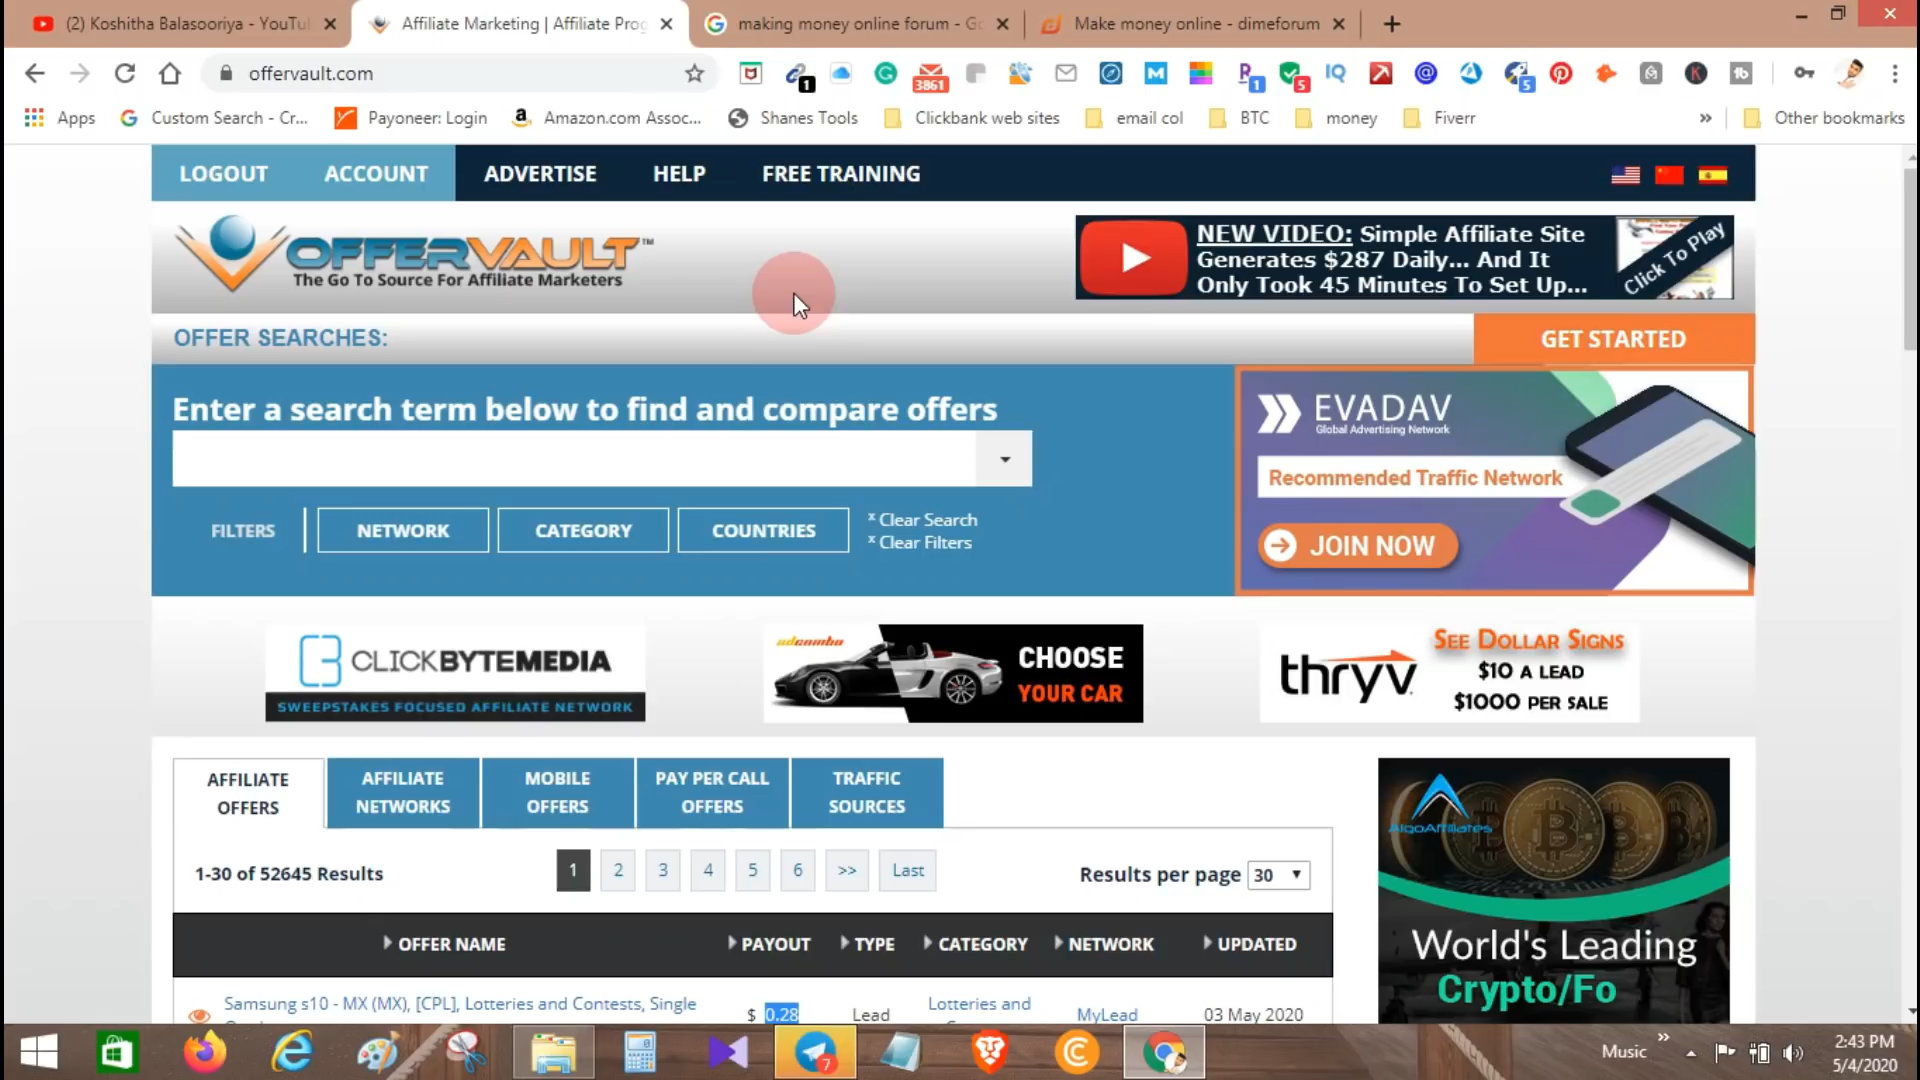 (2) Koshitha Balasooriya - YouTu
Affiliate Marketing | Affiliate Prog
making money online forum - Go
Make money online - dimeforum
offervault.com
3861
1
1
5
IQ
5
Apps
Custom Search - Cr...
Payoneer: Login
Amazon.com Assoc...
Shanes Tools
Clickbank web sites
email col
BTC
money
Fiverr
»
Other bookmarks
LOGOUT
ACCOUNT
ADVERTISE
HELP
FREE TRAINING
OFFERVAULT™
The Go To Source For Affiliate Marketers
NEW VIDEO: Simple Affiliate Site
Generates $287 Daily... And It
Only Took 45 Minutes To Set Up...
Click To Play
OFFER SEARCHES:
GET STARTED
Enter a search term below to find and compare offers
FILTERS
NETWORK
CATEGORY
COUNTRIES
x Clear Search
x Clear Filters
EVADAV
Global Advertising Network
Recommended Traffic Network
JOIN NOW
CLICKBYTEMEDIA
SWEEPSTAKES FOCUSED AFFILIATE NETWORK
adcombo
CHOOSE
YOUR CAR
thryv
SEE DOLLAR SIGNS
$10 A LEAD
$1000 PER SALE
AFFILIATE
OFFERS
AFFILIATE
NETWORKS
MOBILE
OFFERS
PAY PER CALL
OFFERS
TRAFFIC
SOURCES
1-30 of 52645 Results
1 2 3 4 5 6 >> Last
Results per page 30
OFFER NAME
PAYOUT
TYPE
CATEGORY
NETWORK
UPDATED
Samsung s10 - MX (MX), [CPL], Lotteries and Contests, Single
$ 0.28
Lead
Lotteries and
MyLead
03 May 2020
AlgoAffiliates
World's Leading
Crypto/Fo
7
Music
»
2:43 PM
5/4/2020